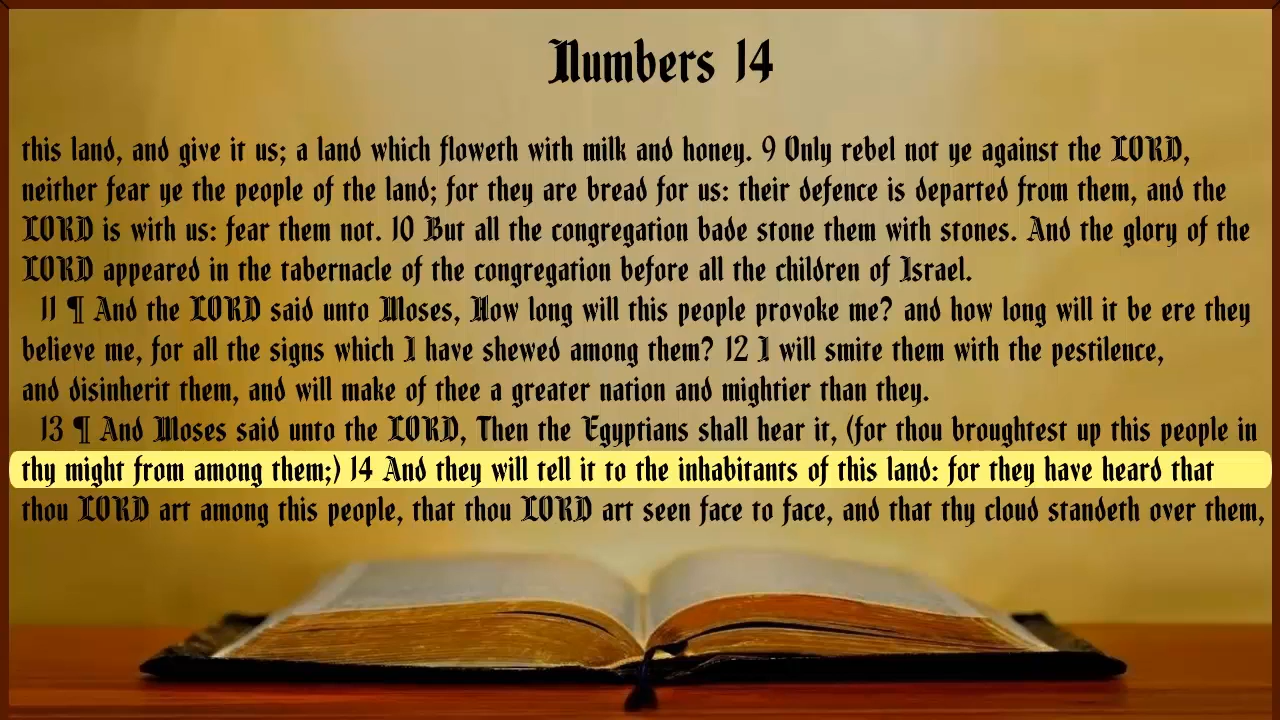 Numbers 14
this land, and give it us; a land which floweth with milk and honey. 9 Only rebel not ye against the LORD,
neither fear ye the people of the land; for they are bread for us: their defence is departed from them, and the
LORD is with us: fear them not. 10 But all the congregation bade stone them with stones. And the glory of the
LORD appeared in the tabernacle of the congregation before all the children of Israel.
11 ¶ And the LORD said unto Moses, How long will this people provoke me? and how long will it be ere they
believe me, for all the signs which I have shewed among them? 12 I will smite them with the pestilence,
and disinherit them, and will make of thee a greater nation and mightier than they.
13 ¶ And Moses said unto the LORD, Then the Egyptians shall hear it, (for thou broughtest up this people in
thy might from among them;) 14 And they will tell it to the inhabitants of this land: for they have heard that
thou LORD art among this people, that thou LORD art seen face to face, and that thy cloud standeth over them,